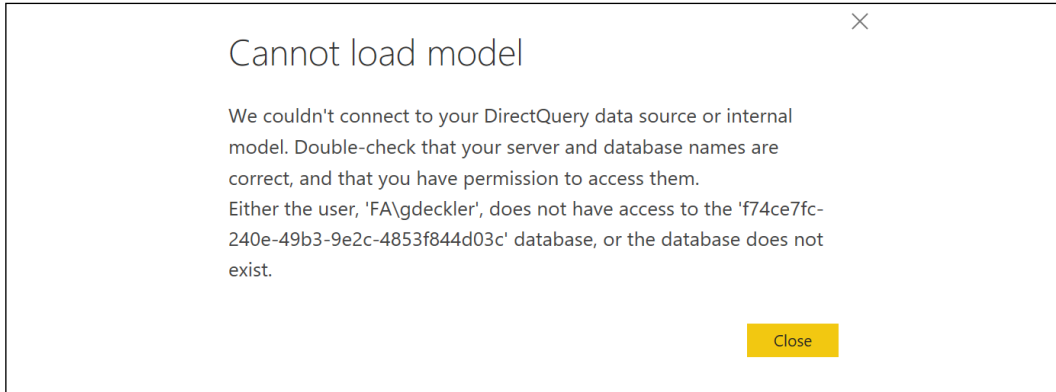 Cannot load model
We couldn't connect to your DirectQuery data source or internal
model. Double-check that your server and database names are
correct, and that you have permission to access them.
Either the user, 'FA\gdeckler', does not have access to the 'f74ce7fc-
240e-49b3-9e2c-4853f844d03c' database, or the database does not
exist.
Close